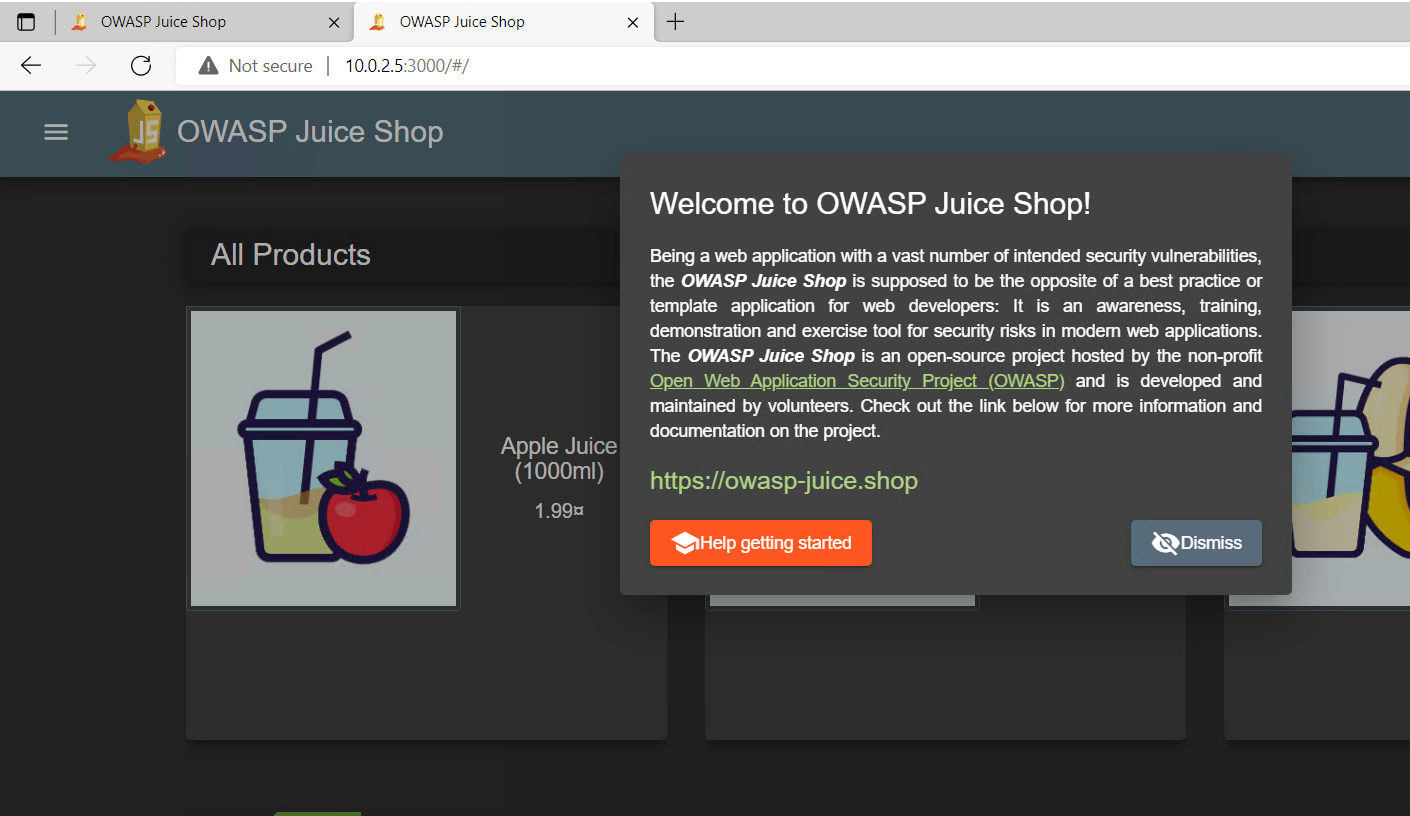 OWASP Juice Shop
OWASP Juice Shop
Not secure | 10.0.2.5:3000/#/
JS
OWASP Juice Shop
Welcome to OWASP Juice Shop!
All Products
Being a web application with a vast number of intended security vulnerabilities,
the OWASP Juice Shop is supposed to be the opposite of a best practice or
template application for web developers: It is an awareness, training,
demonstration and exercise tool for security risks in modern web applications.
The OWASP Juice Shop is an open-source project hosted by the non-profit
Open Web Application Security Project (OWASP) and is developed and
maintained by volunteers. Check out the link below for more information and
documentation on the project.
https://owasp-juice.shop
Help getting started
Dismiss
Apple Juice
(1000ml)
1.99¤